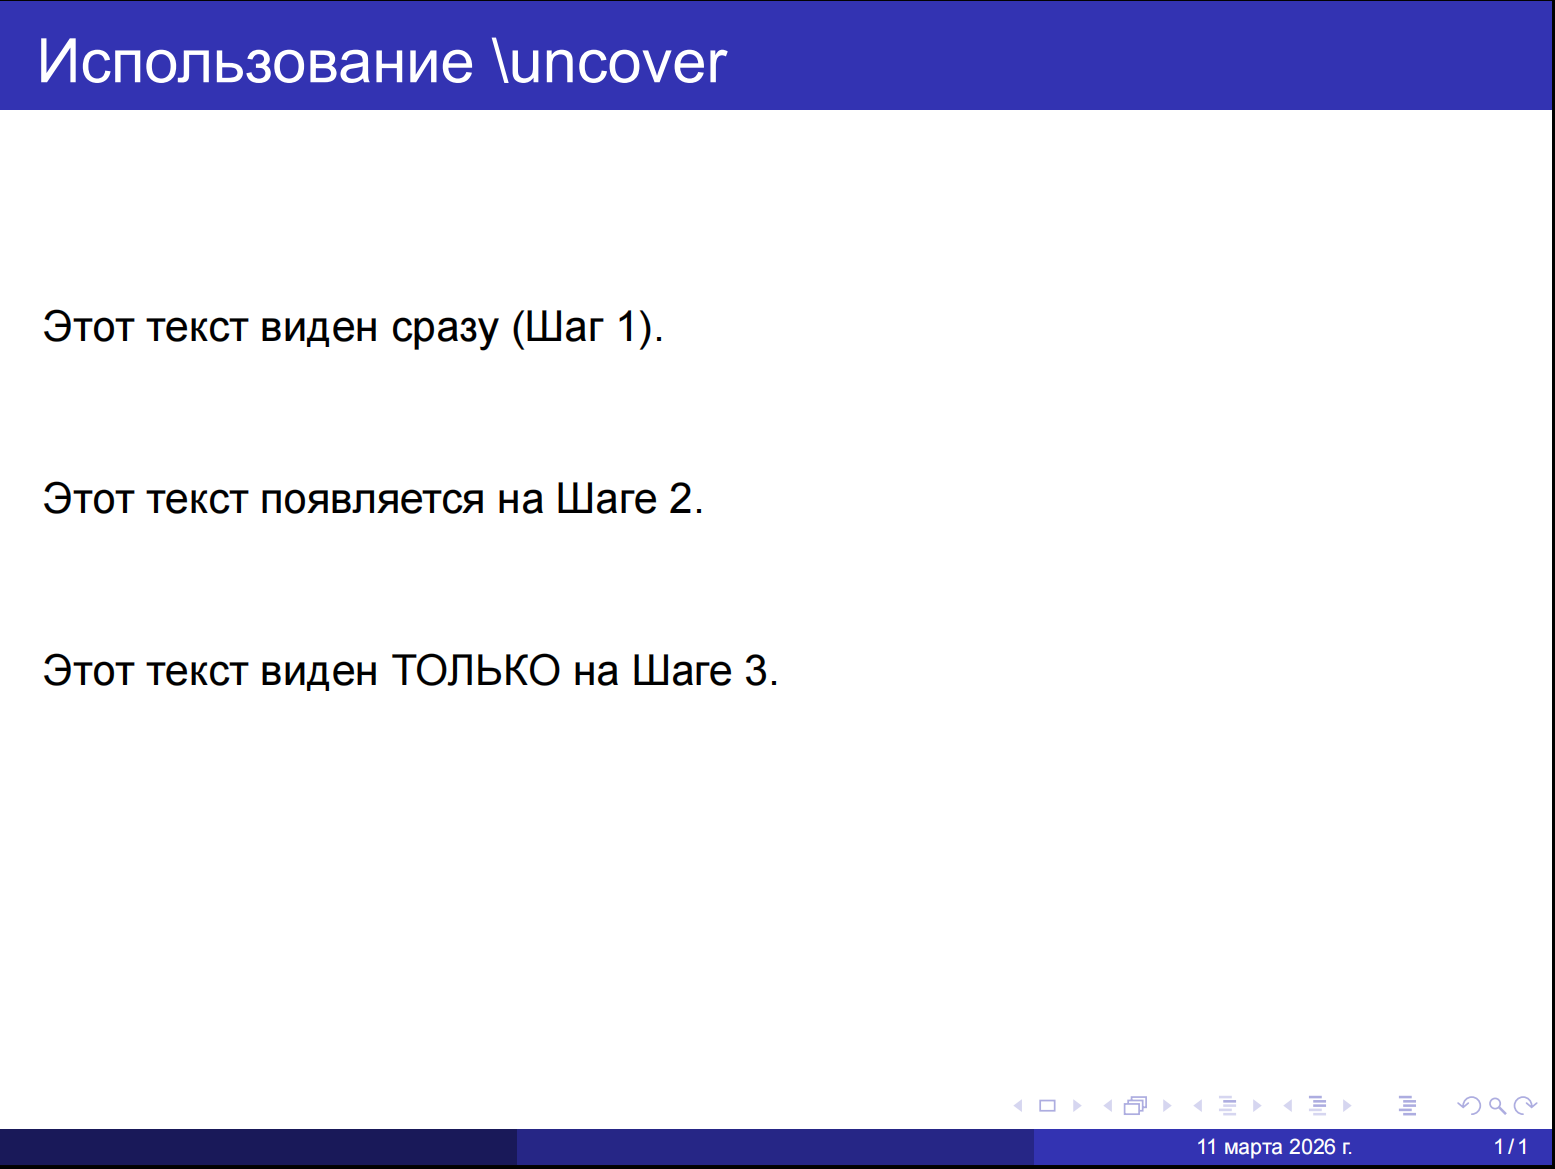 Использование \uncover
Этот текст виден сразу (Шаг 1).
Этот текст появляется на Шаге 2.
Этот текст виден ТОЛЬКО на Шаге 3.
11 марта 2026 г. 1 / 1